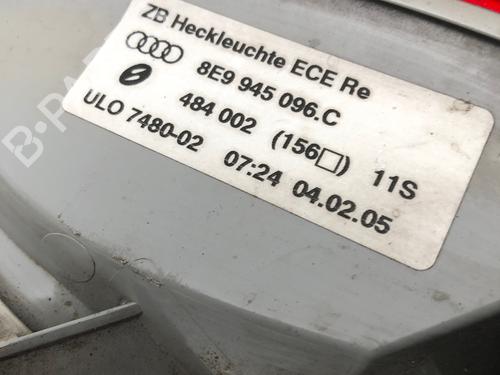 ZB Heckleuchte ECE Re
8E9 945 096.C
484 002 (156□) 11S
ULO 7480-02 07:24 04.02.05
B-PARTS